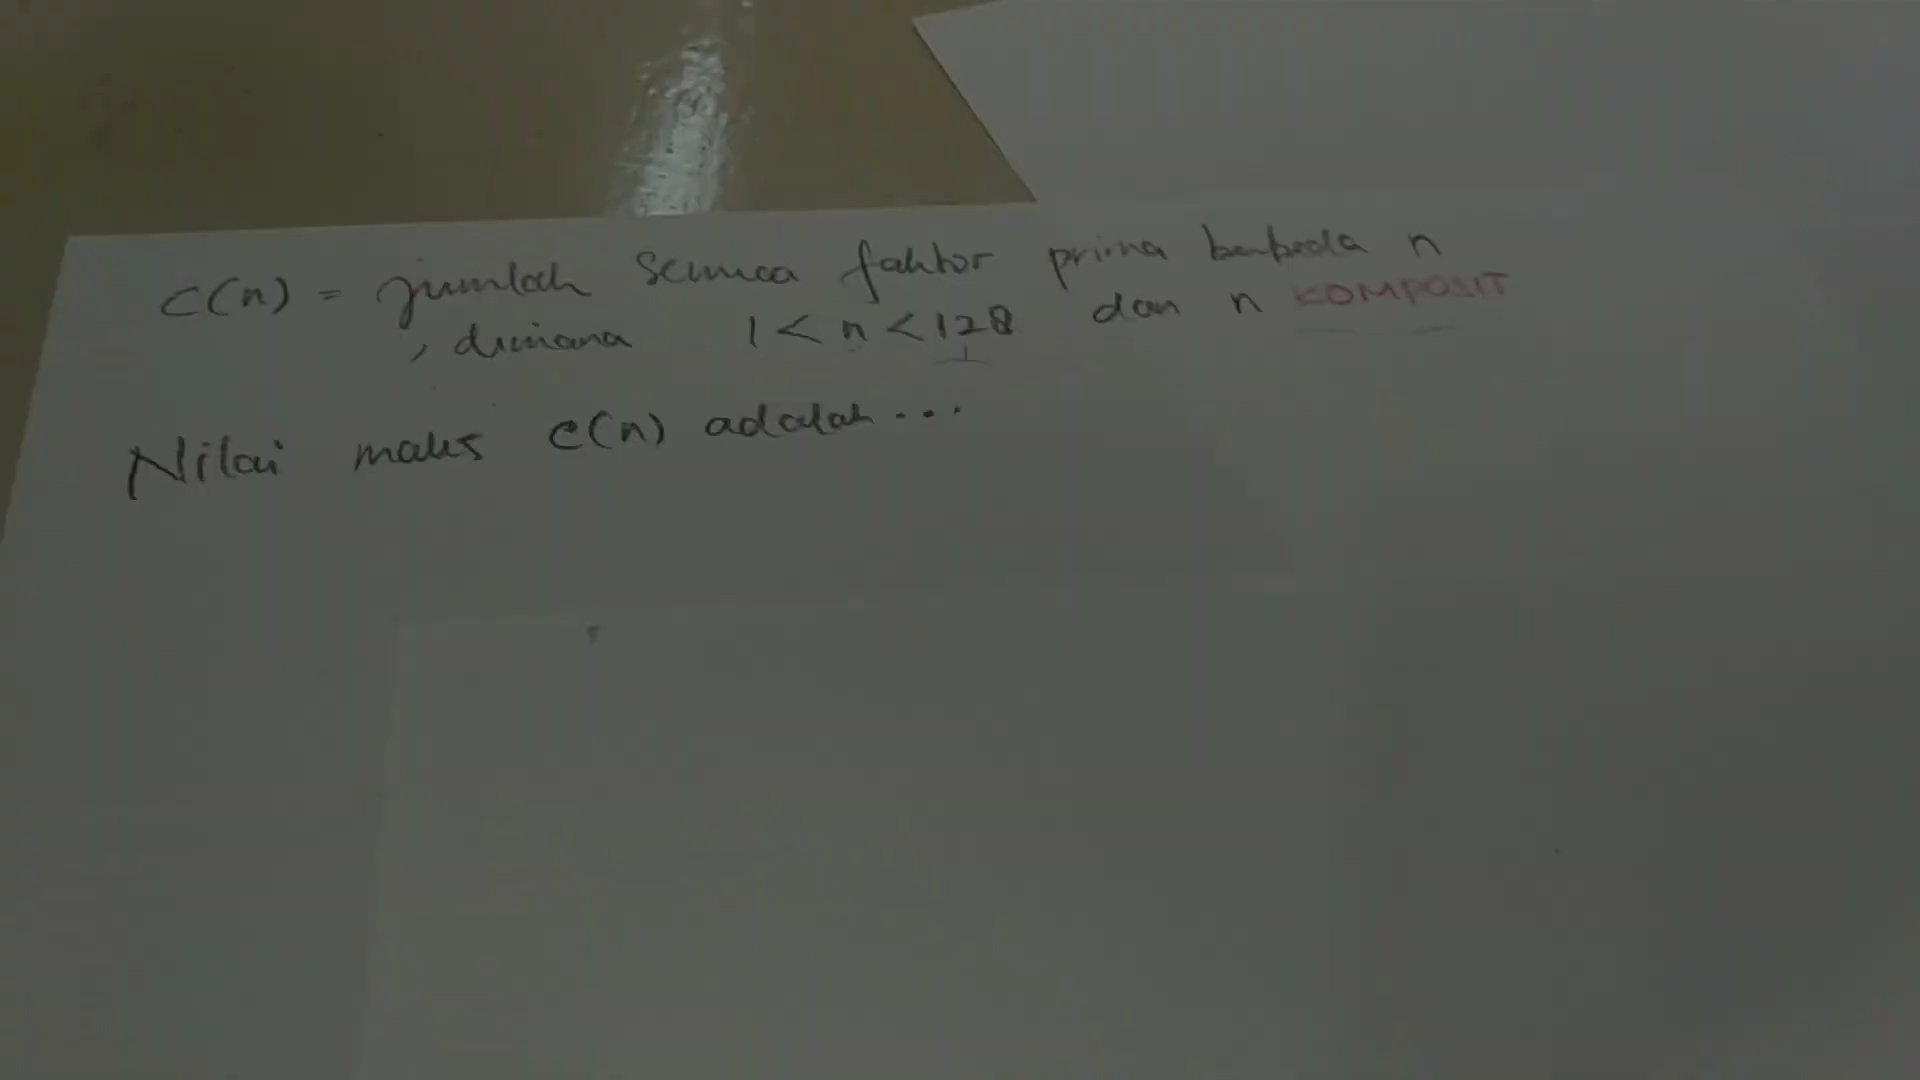 C(n) = jumlah semua faktor prima berbeda n
, dimana 1 < n < 128 dan n KOMPOSIT
Nilai maks C(n) adalah ...